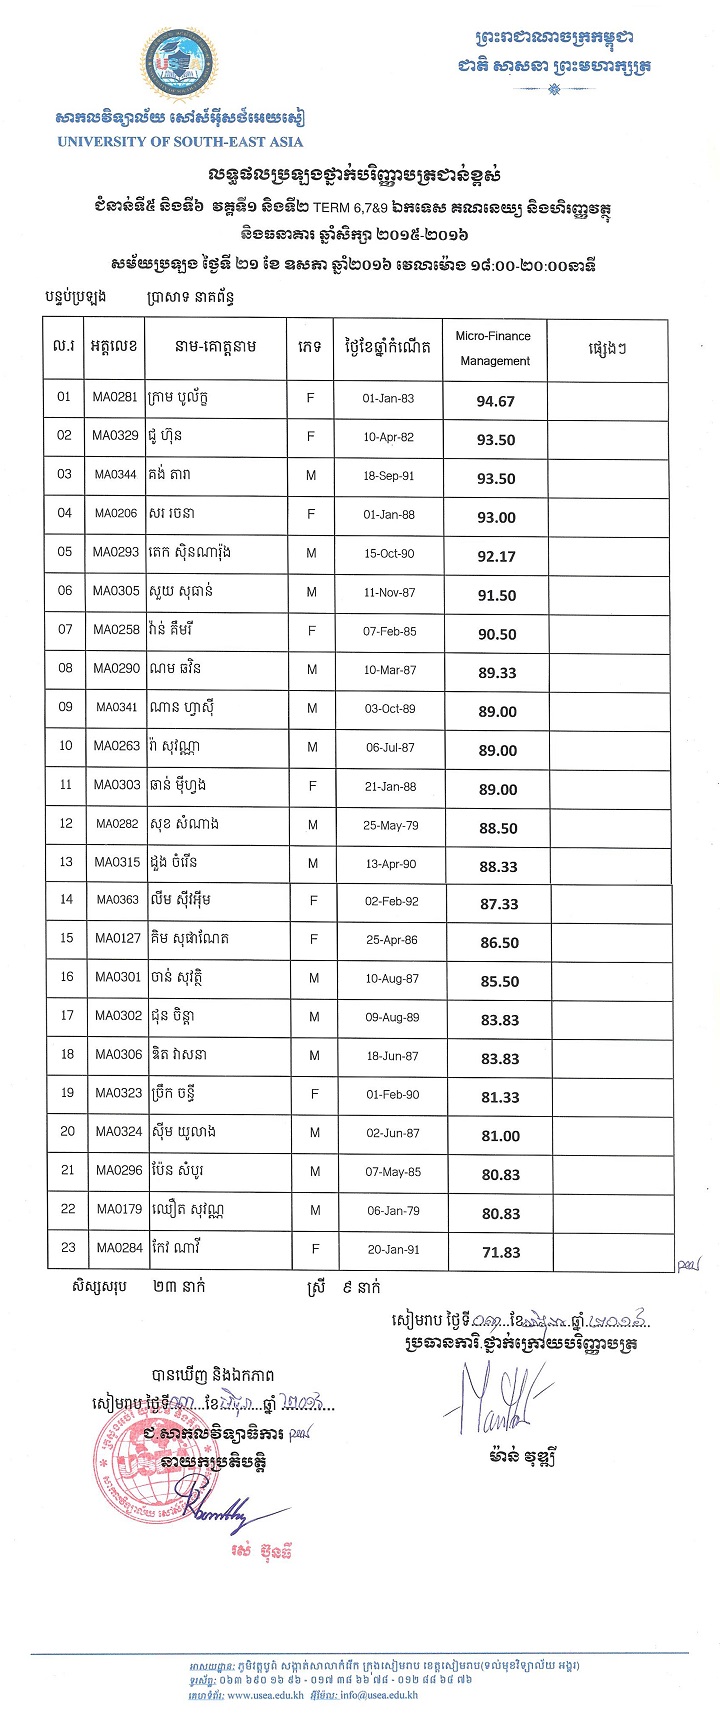 ព្រះរាជាណាចក្រកម្ពុជា
ជាតិ សាសនា ព្រះមហាក្សត្រ
USEA
សាកលវិទ្យាល័យ សៅស៍អ៊ីសថ៍អេយសៀ
UNIVERSITY OF SOUTH-EAST ASIA
លទ្ធផលប្រឡងថ្នាក់បរិញ្ញាបត្រជាន់ខ្ពស់
ជំនាន់ទី៥ និងទី៦ វគ្គទី១ និងទី២ TERM 6,7&9 ឯកទេស គណនេយ្យ និងហិរញ្ញវត្ថុ
និងធនាគារ ឆ្នាំសិក្សា ២០១៥-២០១៦
សម័យប្រឡង ថ្ងៃទី ២១ ខែ ឧសភា ឆ្នាំ២០១៦ វេលាម៉ោង ១៨:០០-២០:០០នាទី
បន្ទប់ប្រឡង ប្រាសាទ នាគព័ន្ធ
ល.រ អត្តលេខ នាម-គោត្តនាម ភេទ ថ្ងៃខែឆ្នាំកំណើត Micro-Finance Management ផ្សេងៗ
01 MA0281 ក្រាម បូល័ក្ខ F 01-Jan-83 94.67
02 MA0329 ជូ ហ៊ុន F 10-Apr-82 93.50
03 MA0344 គង់ តារា M 18-Sep-91 93.50
04 MA0206 សរ រចនា F 01-Jan-88 93.00
05 MA0293 តេក ស៊ិនណារ៉ុង M 15-Oct-90 92.17
06 MA0305 សួយ សុធាន់ M 11-Nov-87 91.50
07 MA0258 វ៉ាន់ គឹមរី F 07-Feb-85 90.50
08 MA0290 ណម ឆវិន M 10-Mar-87 89.33
09 MA0341 ណាន ហ្វាស៊ី M 03-Oct-89 89.00
10 MA0263 រ៉ា សុវណ្ណា M 06-Jul-87 89.00
11 MA0303 ឆាន់ ម៉ីហ្វង F 21-Jan-88 89.00
12 MA0282 សុខ សំណាង M 25-May-79 88.50
13 MA0315 ដួង ចំរើន M 13-Apr-90 88.33
14 MA0363 លីម ស៊ីវអ៊ីម F 02-Feb-92 87.33
15 MA0127 គិម សុផាណែត F 25-Apr-86 86.50
16 MA0301 ចាន់ សុវត្ថិ M 10-Aug-87 85.50
17 MA0302 ជុន ចិន្តា M 09-Aug-89 83.83
18 MA0306 ឌិត វាសនា M 18-Jun-87 83.83
19 MA0323 ច្រឹក ចន្ធី F 01-Feb-90 81.33
20 MA0324 ស៊ីម យូលាង M 02-Jun-87 81.00
21 MA0296 ប៉ែន សំបូរ M 07-May-85 80.83
22 MA0179 ឈឿត សុវណ្ណ M 06-Jan-79 80.83
23 MA0284 កែវ ណាវី F 20-Jan-91 71.83
សិស្សសរុប ២៣ នាក់ ស្រី ៩ នាក់
សៀមរាប ថ្ងៃទី ខែ ឆ្នាំ ២០១៦
ប្រធានការិ.ថ្នាក់ក្រោយបរិញ្ញាបត្រ
ម៉ាន់ វុឌ្ឍី
បានឃើញ និងឯកភាព
សៀមរាប ថ្ងៃទី ខែ មិថុនា ឆ្នាំ ២០១៦
ជ.សាកលវិទ្យាធិការ
នាយកប្រតិបត្តិ
USEA
រស់ ប៊ុនធី
អាសយដ្ឋាន: ភូមិវត្តបូព៌ សង្កាត់សាលាកំរើក ក្រុងសៀមរាប ខេត្តសៀមរាប(ទល់មុខវិទ្យាល័យ អង្គរ)
ទូរស័ព្ទ: ០៦៣ ៦៩០ ១៦ ៩៦ - ០១៧ ៣៨ ៦៦ ៧៨ - ០១២ ៨៨ ៦៥ ៧៦
គេហទំព័រ: www.usea.edu.kh អ៊ីម៉ែល: info@usea.edu.kh